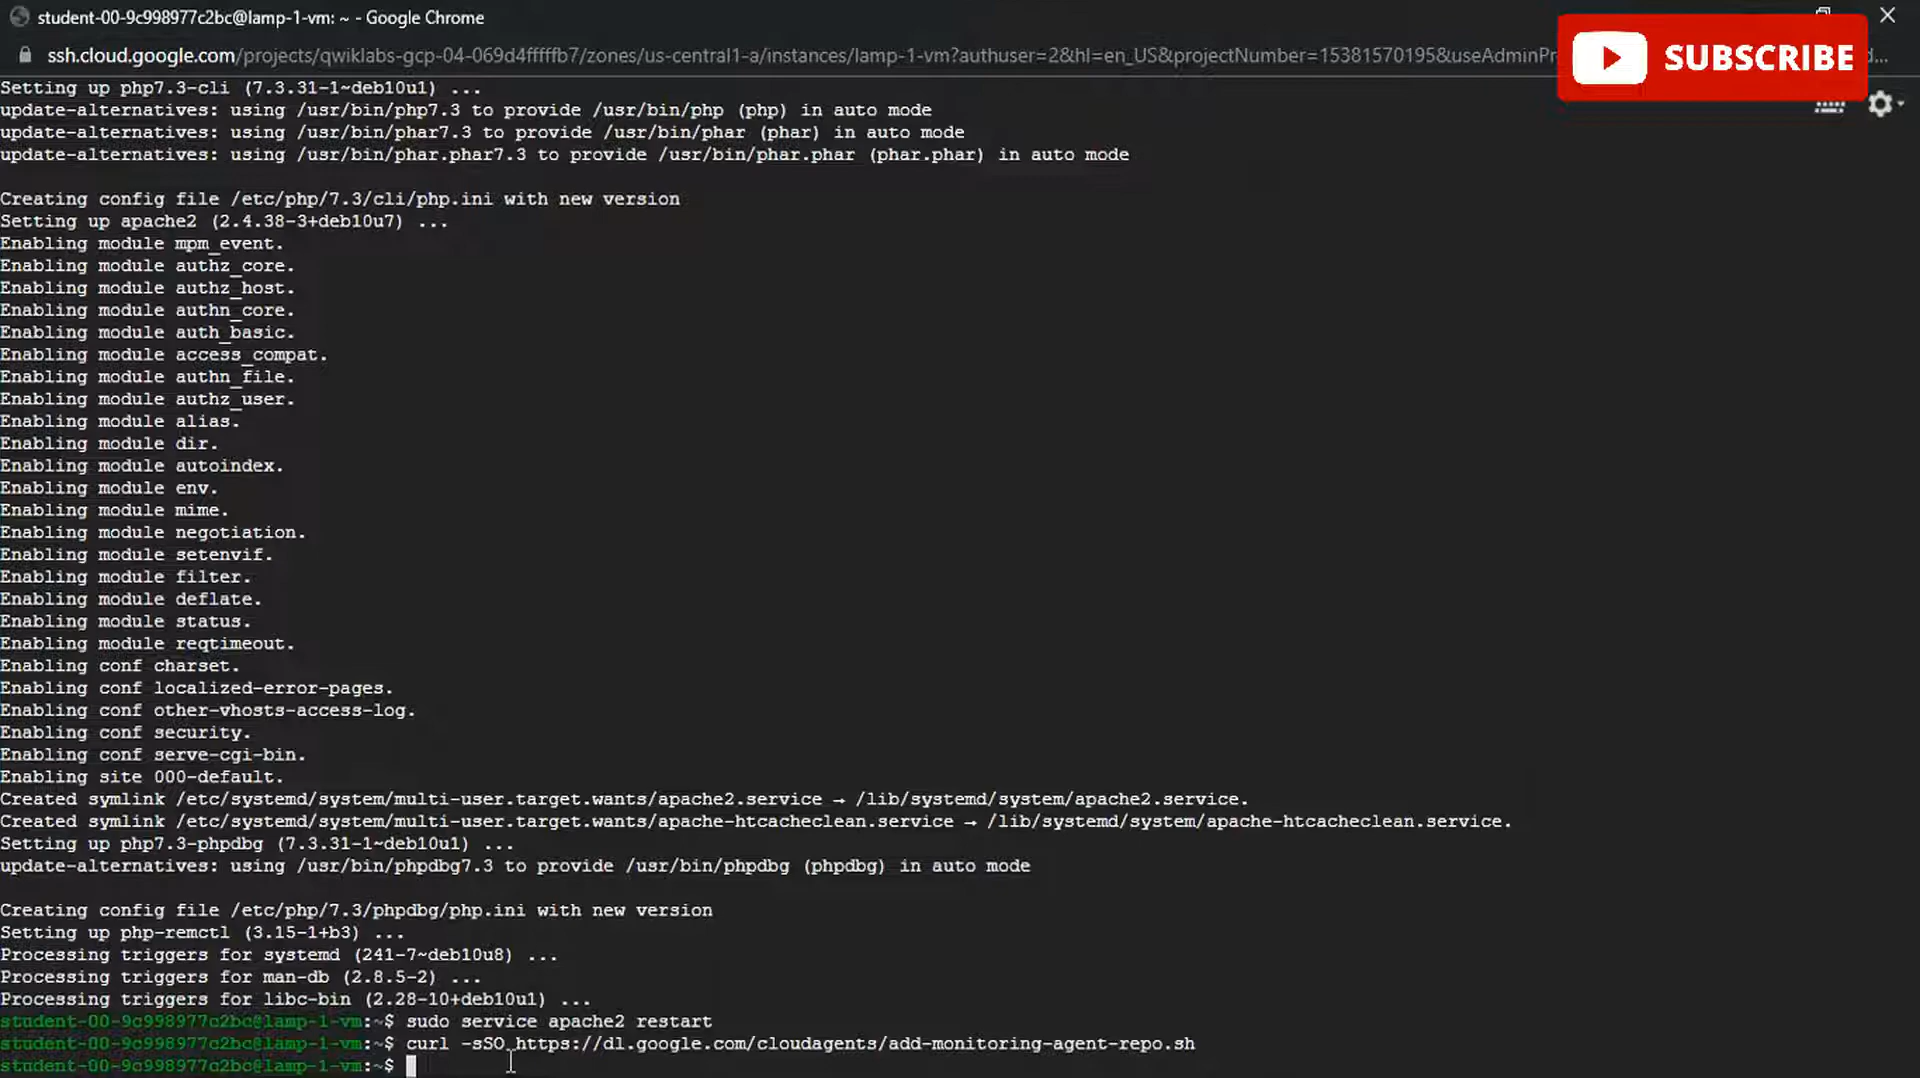 student-00-9c998977c2bc@lamp-1-vm: ~ - Google Chrome
ssh.cloud.google.com/projects/qwiklabs-gcp-04-069d4fffffb7/zones/us-central1-a/instances/lamp-1-vm?authuser=2&hl=en_US&projectNumber=15381570195&useAdminPr
SUBSCRIBE
Setting up php7.3-cli (7.3.31-1~deb10u1) ...
update-alternatives: using /usr/bin/php7.3 to provide /usr/bin/php (php) in auto mode
update-alternatives: using /usr/bin/phar7.3 to provide /usr/bin/phar (phar) in auto mode
update-alternatives: using /usr/bin/phar.phar7.3 to provide /usr/bin/phar.phar (phar.phar) in auto mode
Creating config file /etc/php/7.3/cli/php.ini with new version
Setting up apache2 (2.4.38-3+deb10u7) ...
Enabling module mpm_event.
Enabling module authz_core.
Enabling module authz_host.
Enabling module authn_core.
Enabling module auth_basic.
Enabling module access_compat.
Enabling module authn_file.
Enabling module authz_user.
Enabling module alias.
Enabling module dir.
Enabling module autoindex.
Enabling module env.
Enabling module mime.
Enabling module negotiation.
Enabling module setenvif.
Enabling module filter.
Enabling module deflate.
Enabling module status.
Enabling module reqtimeout.
Enabling conf charset.
Enabling conf localized-error-pages.
Enabling conf other-vhosts-access-log.
Enabling conf security.
Enabling conf serve-cgi-bin.
Enabling site 000-default.
Created symlink /etc/systemd/system/multi-user.target.wants/apache2.service → /lib/systemd/system/apache2.service.
Created symlink /etc/systemd/system/multi-user.target.wants/apache-htcacheclean.service → /lib/systemd/system/apache-htcacheclean.service.
Setting up php7.3-phpdbg (7.3.31-1~deb10u1) ...
update-alternatives: using /usr/bin/phpdbg7.3 to provide /usr/bin/phpdbg (phpdbg) in auto mode
Creating config file /etc/php/7.3/phpdbg/php.ini with new version
Setting up php-remctl (3.15-1+b3) ...
Processing triggers for systemd (241-7~deb10u8) ...
Processing triggers for man-db (2.8.5-2) ...
Processing triggers for libc-bin (2.28-10+deb10u1) ...
student-00-9c998977c2bc@lamp-1-vm:~$ sudo service apache2 restart
student-00-9c998977c2bc@lamp-1-vm:~$ curl -sSO https://dl.google.com/cloudagents/add-monitoring-agent-repo.sh
student-00-9c998977c2bc@lamp-1-vm:~$